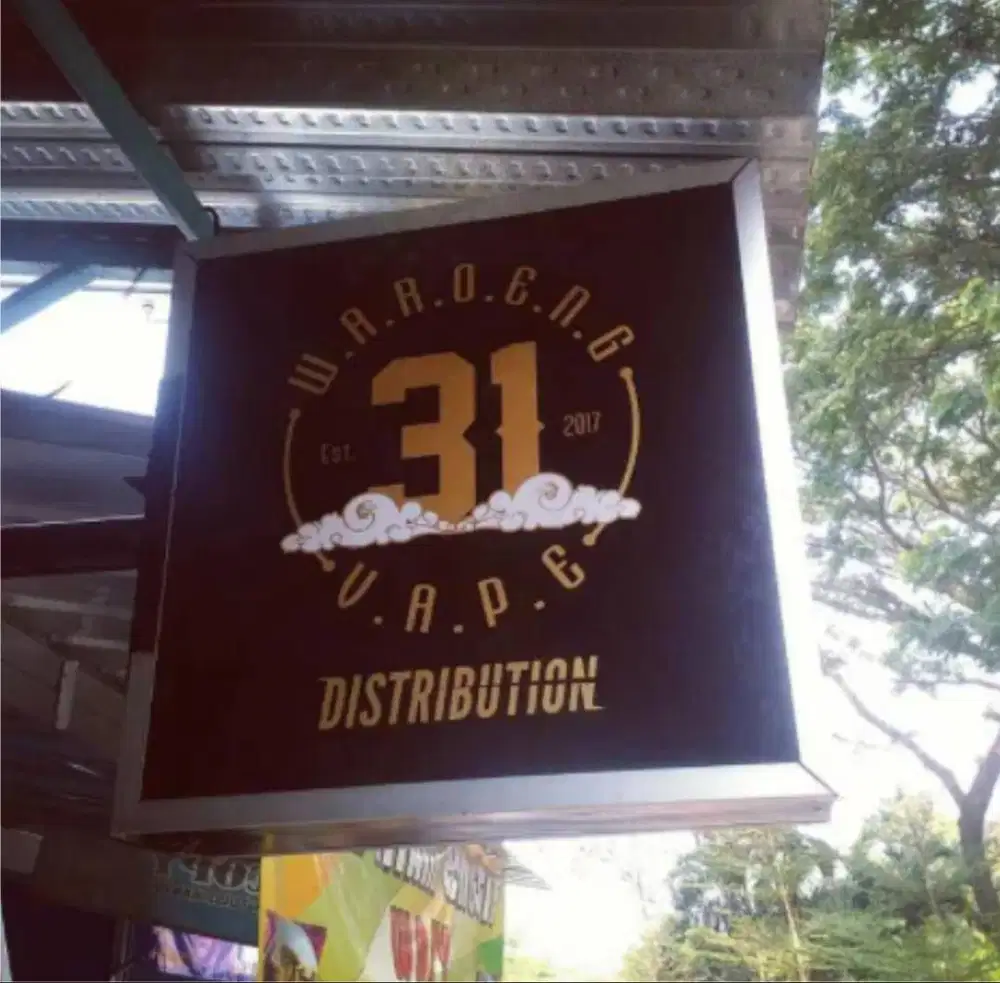 W.A.R.O.E.N.G
31
Est. 2017
V.A.P.E
DISTRIBUTION